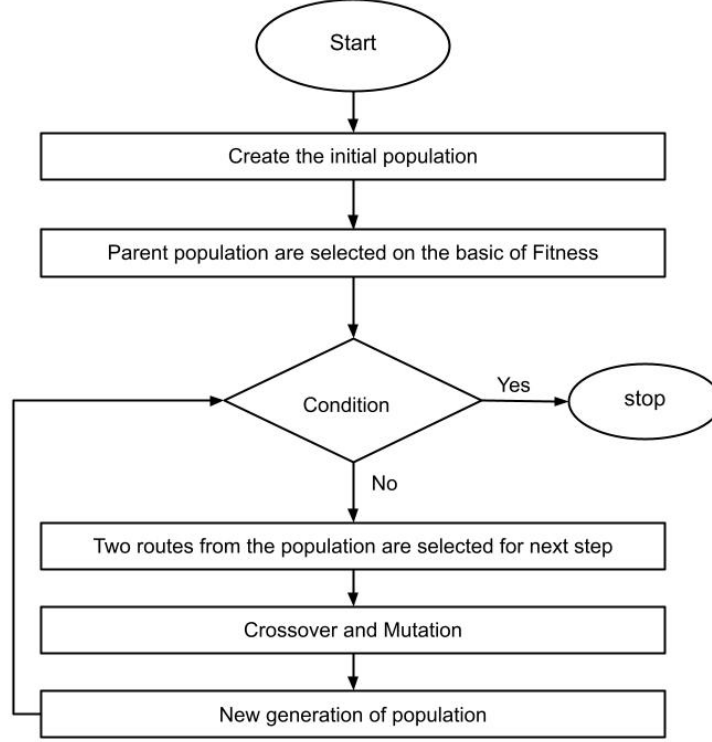 Start
Create the initial population
Parent population are selected on the basic of Fitness
Condition
Yes
stop
No
Two routes from the population are selected for next step
Crossover and Mutation
New generation of population